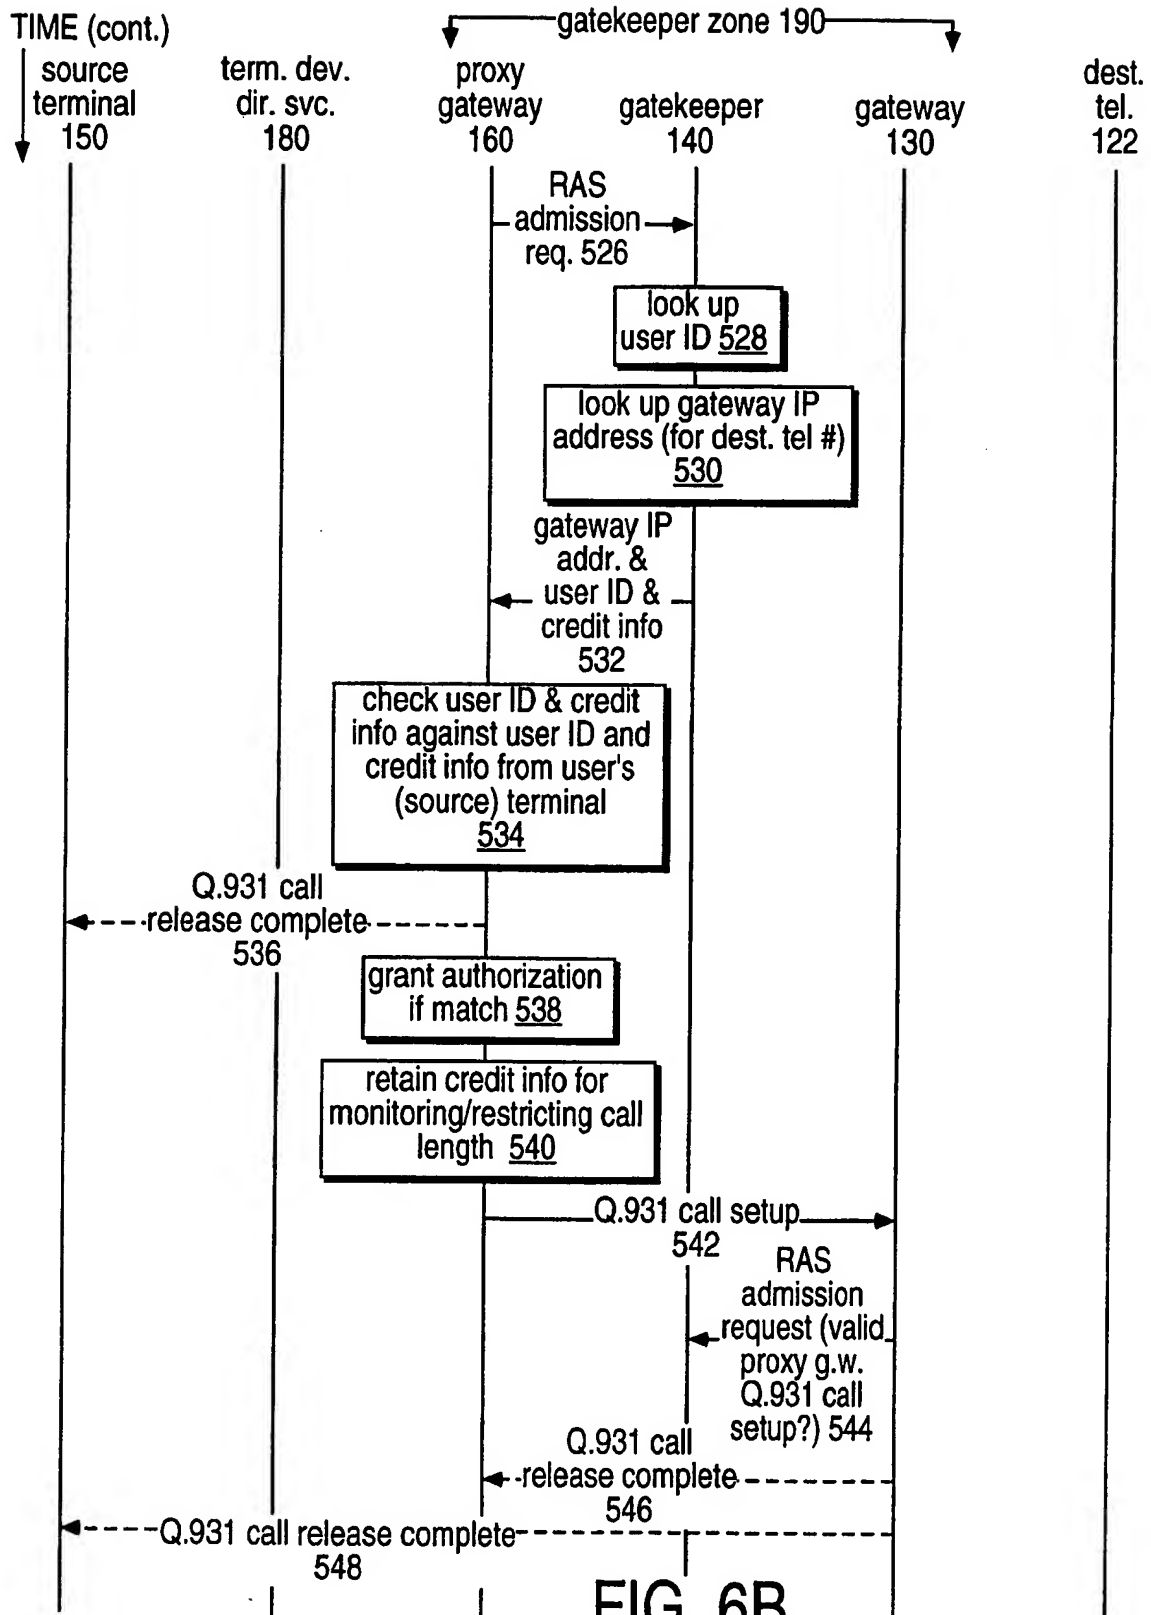 TIME (cont.)
gatekeeper zone 190
source
terminal
150
term. dev.
dir. svc.
180
proxy
gateway
160
gatekeeper
140
gateway
130
dest.
tel.
122
RAS
admission
req. 526
look up
user ID 528
look up gateway IP
address (for dest. tel #)
530
gateway IP
addr. &
user ID &
credit info
532
check user ID & credit
info against user ID and
credit info from user's
(source) terminal
534
Q.931 call
release complete
536
grant authorization
if match 538
retain credit info for
monitoring/restricting call
length 540
Q.931 call setup
542
RAS
admission
request (valid
proxy g.w.
Q.931 call
setup?) 544
Q.931 call
release complete
546
Q.931 call release complete
548
FIG. 6B